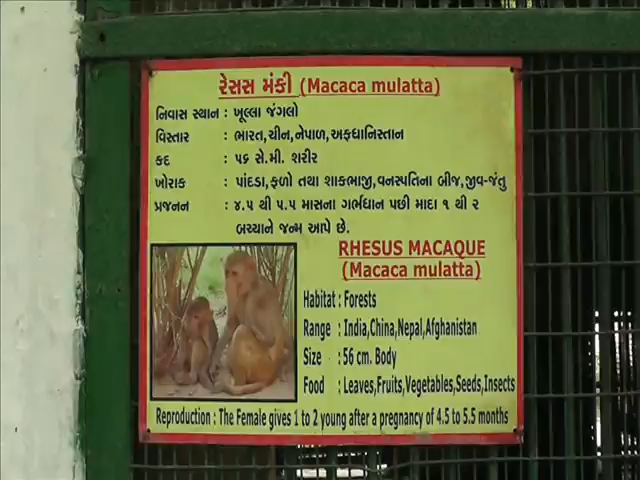 રેસસ મંકી (Macaca mulatta)
નિવાસ સ્થાન : ખૂલ્લા જંગલો
વિસ્તાર : ભારત,ચીન,નેપાળ,અફઘાનિસ્તાન
કદ : ૫૬ સે.મી. શરીર
ખોરાક : પાંદડા,ફળો તથા શાકભાજી,વનસ્પતિના બીજ,જીવ-જંતુ
પ્રજનન : ૪.૫ થી ૫.૫ માસના ગર્ભધાન પછી માદા ૧ થી ૨
બચ્ચાને જન્મ આપે છે.
RHESUS MACAQUE
(Macaca mulatta)
Habitat : Forests
Range : India,China,Nepal,Afghanistan
Size : 56 cm. Body
Food : Leaves,Fruits,Vegetables,Seeds,Insects
Reproduction : The Female gives 1 to 2 young after a pregnancy of 4.5 to 5.5 months